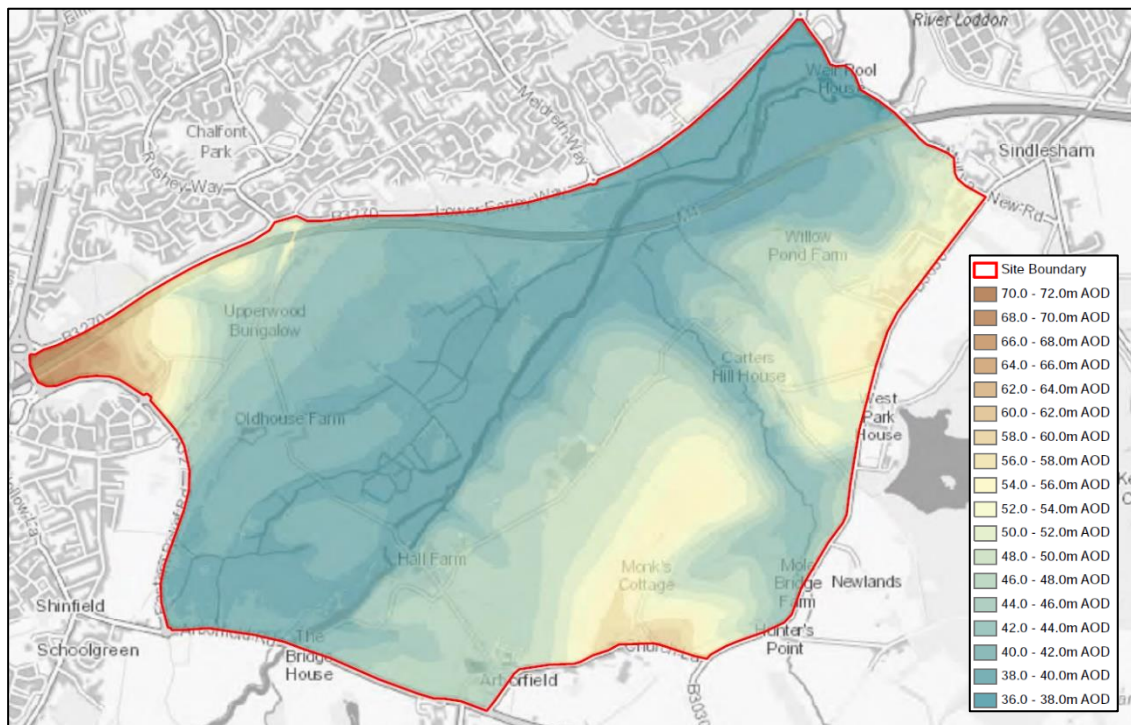 River Loddon
Weir Pool
House
Meldreth-Way
Chalfont
Park
Rushey-Way
Sindlesham
New-Rd
B3270
Lower Earley Way
Willow
Pond Farm
B3030
Upperwood
Bungalow
B3270
Carters
Hill House
West
Park
House
Oldhouse Farm
Hall Farm
Monk's
Cottage
Mole
Bridge
Farm
Newlands
Shinfield
Schoolgreen
Arborfield Rd
The
Bridge
House
Church La
Hunter's
Point
Arborfield
B3030
Site Boundary
70.0 - 72.0m AOD
68.0 - 70.0m AOD
66.0 - 68.0m AOD
64.0 - 66.0m AOD
62.0 - 64.0m AOD
60.0 - 62.0m AOD
58.0 - 60.0m AOD
56.0 - 58.0m AOD
54.0 - 56.0m AOD
52.0 - 54.0m AOD
50.0 - 52.0m AOD
48.0 - 50.0m AOD
46.0 - 48.0m AOD
44.0 - 46.0m AOD
42.0 - 44.0m AOD
40.0 - 42.0m AOD
38.0 - 40.0m AOD
36.0 - 38.0m AOD